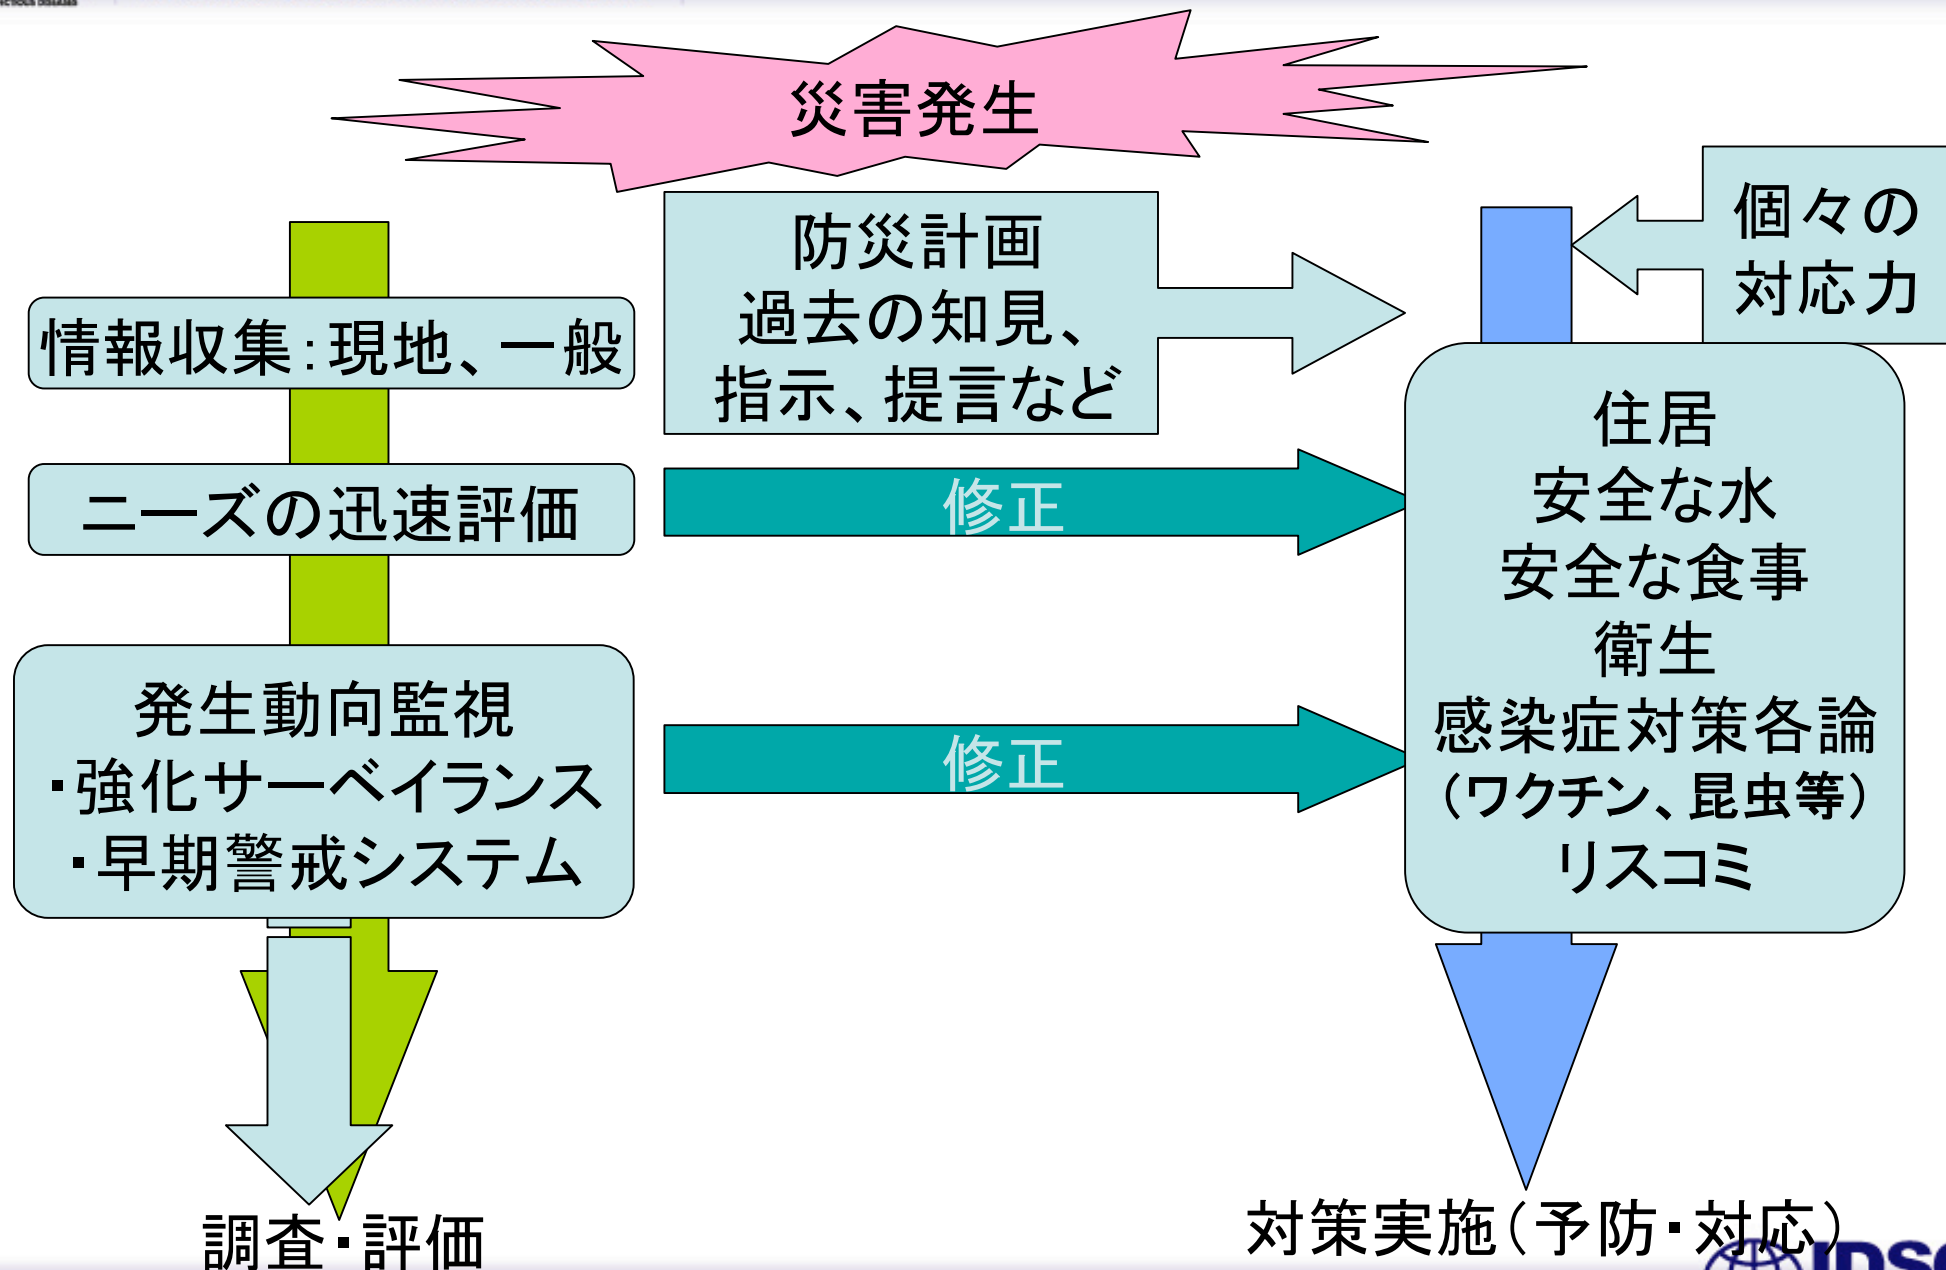 災害発生
防災計画
過去の知見、
指示、提言など
個々の
対応力
情報収集：現地、一般
ニーズの迅速評価
発生動向監視
・強化サーベイランス
・早期警戒システム
修正
修正
住居
安全な水
安全な食事
衛生
感染症対策各論
（ワクチン、昆虫等）
リスコミ
調査・評価
対策実施（予防・対応）